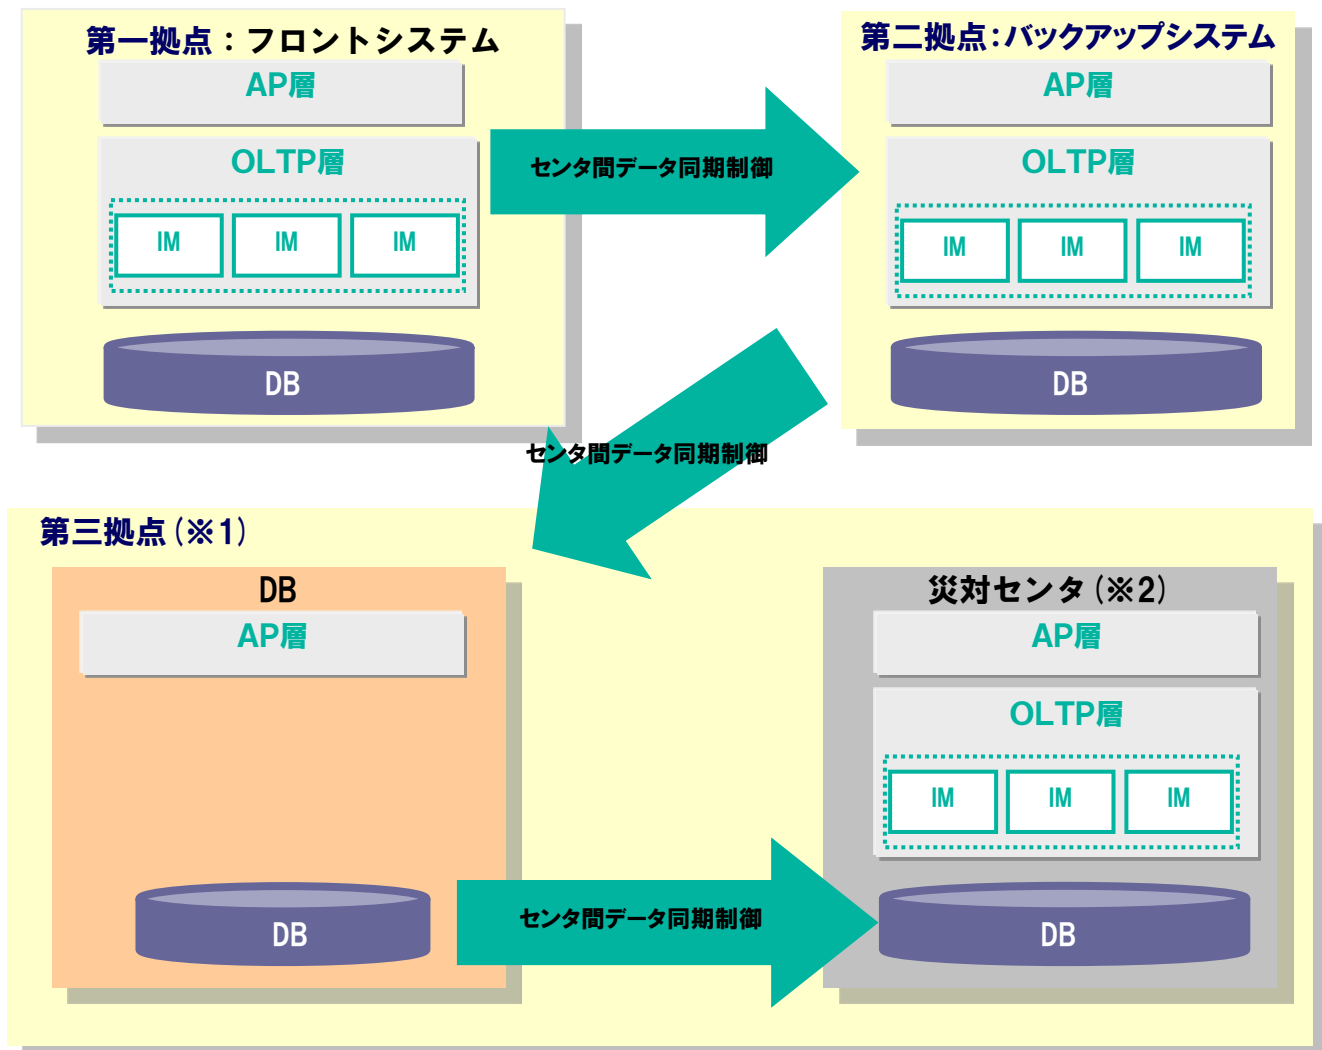 第一拠点：フロントシステム
AP層
OLTP層
IM
IM
IM
DB
センタ間データ同期制御
第二拠点：バックアップシステム
AP層
OLTP層
IM
IM
IM
DB
センタ間データ同期制御
第三拠点（※1）
DB
AP層
DB
センタ間データ同期制御
災対センタ（※2）
AP層
OLTP層
IM
IM
IM
DB